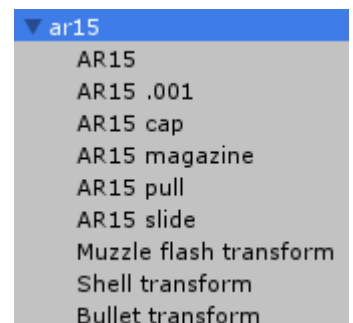 ar15
AR15
AR15 .001
AR15 cap
AR15 magazine
AR15 pull
AR15 slide
Muzzle flash transform
Shell transform
Bullet transform